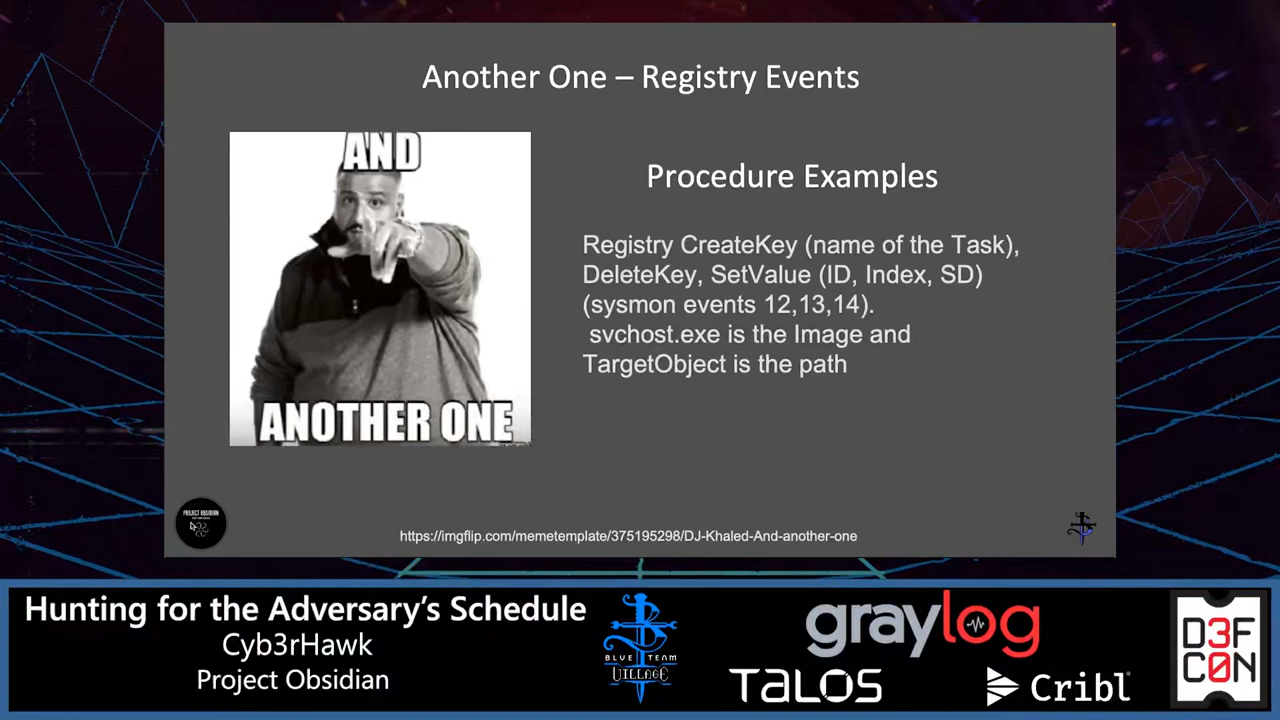 Another One – Registry Events
AND
ANOTHER ONE
Procedure Examples
Registry CreateKey (name of the Task),
DeleteKey, SetValue (ID, Index, SD)
(sysmon events 12,13,14).
svchost.exe is the Image and
TargetObject is the path
PROJECT OBSIDIAN
https://imgflip.com/memetemplate/375195298/DJ-Khaled-And-another-one
Hunting for the Adversary's Schedule
Cyb3rHawk
Project Obsidian
BLUE TEAM
VILLAGE
graylog
TALOS
Cribl
D3F
C0N